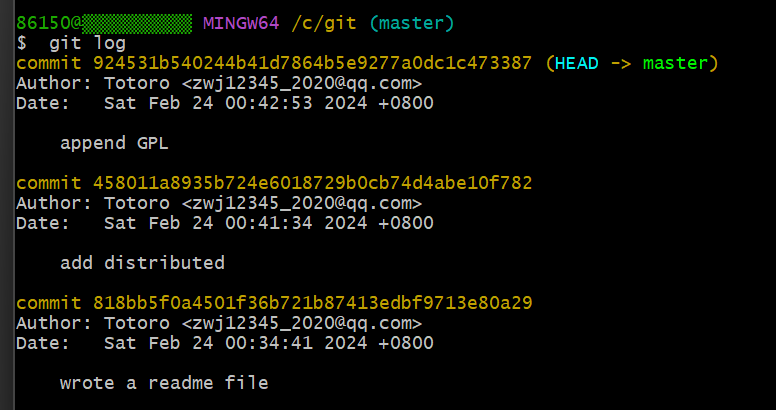 86150@▒▒▒▒▒▒▒▒▒▒ MINGW64 /c/git (master)
$  git log
commit 924531b540244b41d7864b5e9277a0dc1c473387 (HEAD -> master)
Author: Totoro <zwj12345_2020@qq.com>
Date:   Sat Feb 24 00:42:53 2024 +0800
append GPL
commit 458011a8935b724e6018729b0cb74d4abe10f782
Author: Totoro <zwj12345_2020@qq.com>
Date:   Sat Feb 24 00:41:34 2024 +0800
add distributed
commit 818bb5f0a4501f36b721b87413edbf9713e80a29
Author: Totoro <zwj12345_2020@qq.com>
Date:   Sat Feb 24 00:34:41 2024 +0800
wrote a readme file